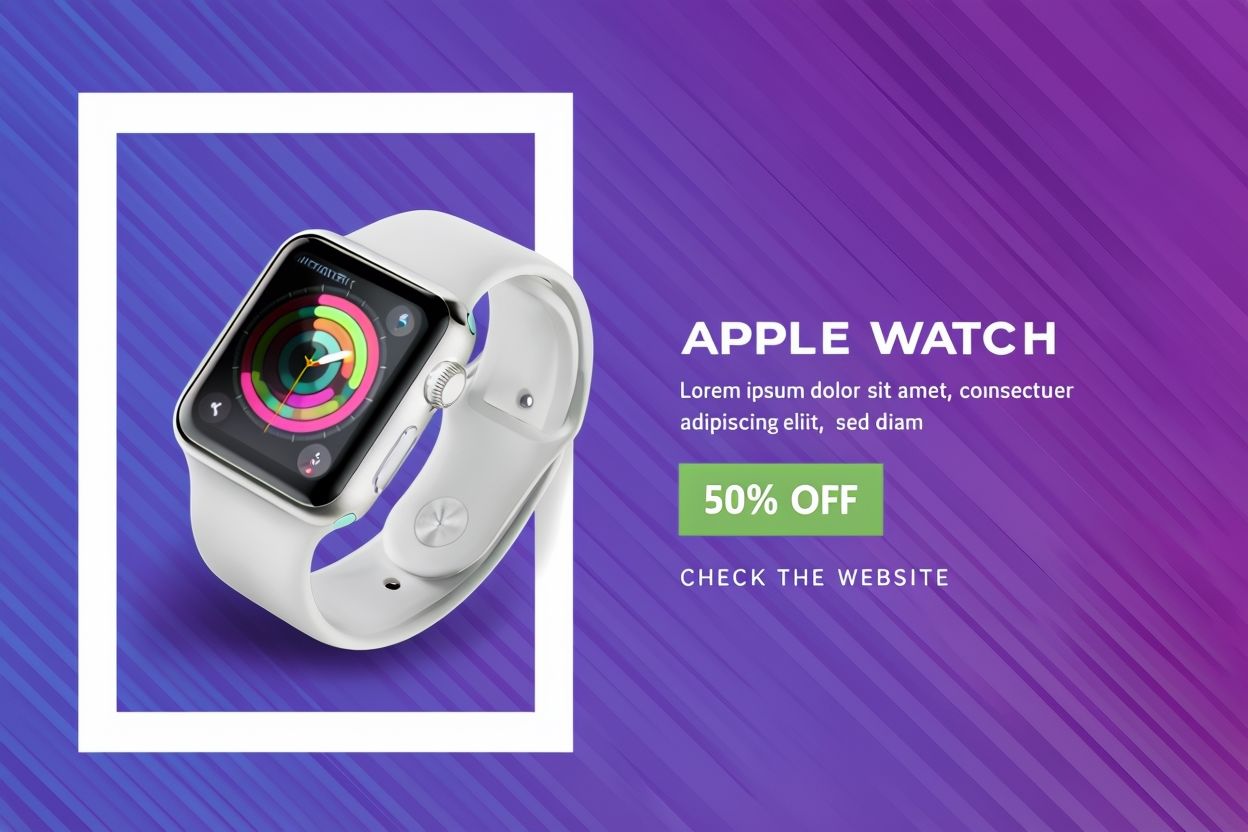 APPLE WATCH
Lorem ipsum dolor sit amet, coinsectuer
adipiscing eliit, sed diam
50% OFF
CHECK THE WEBSITE